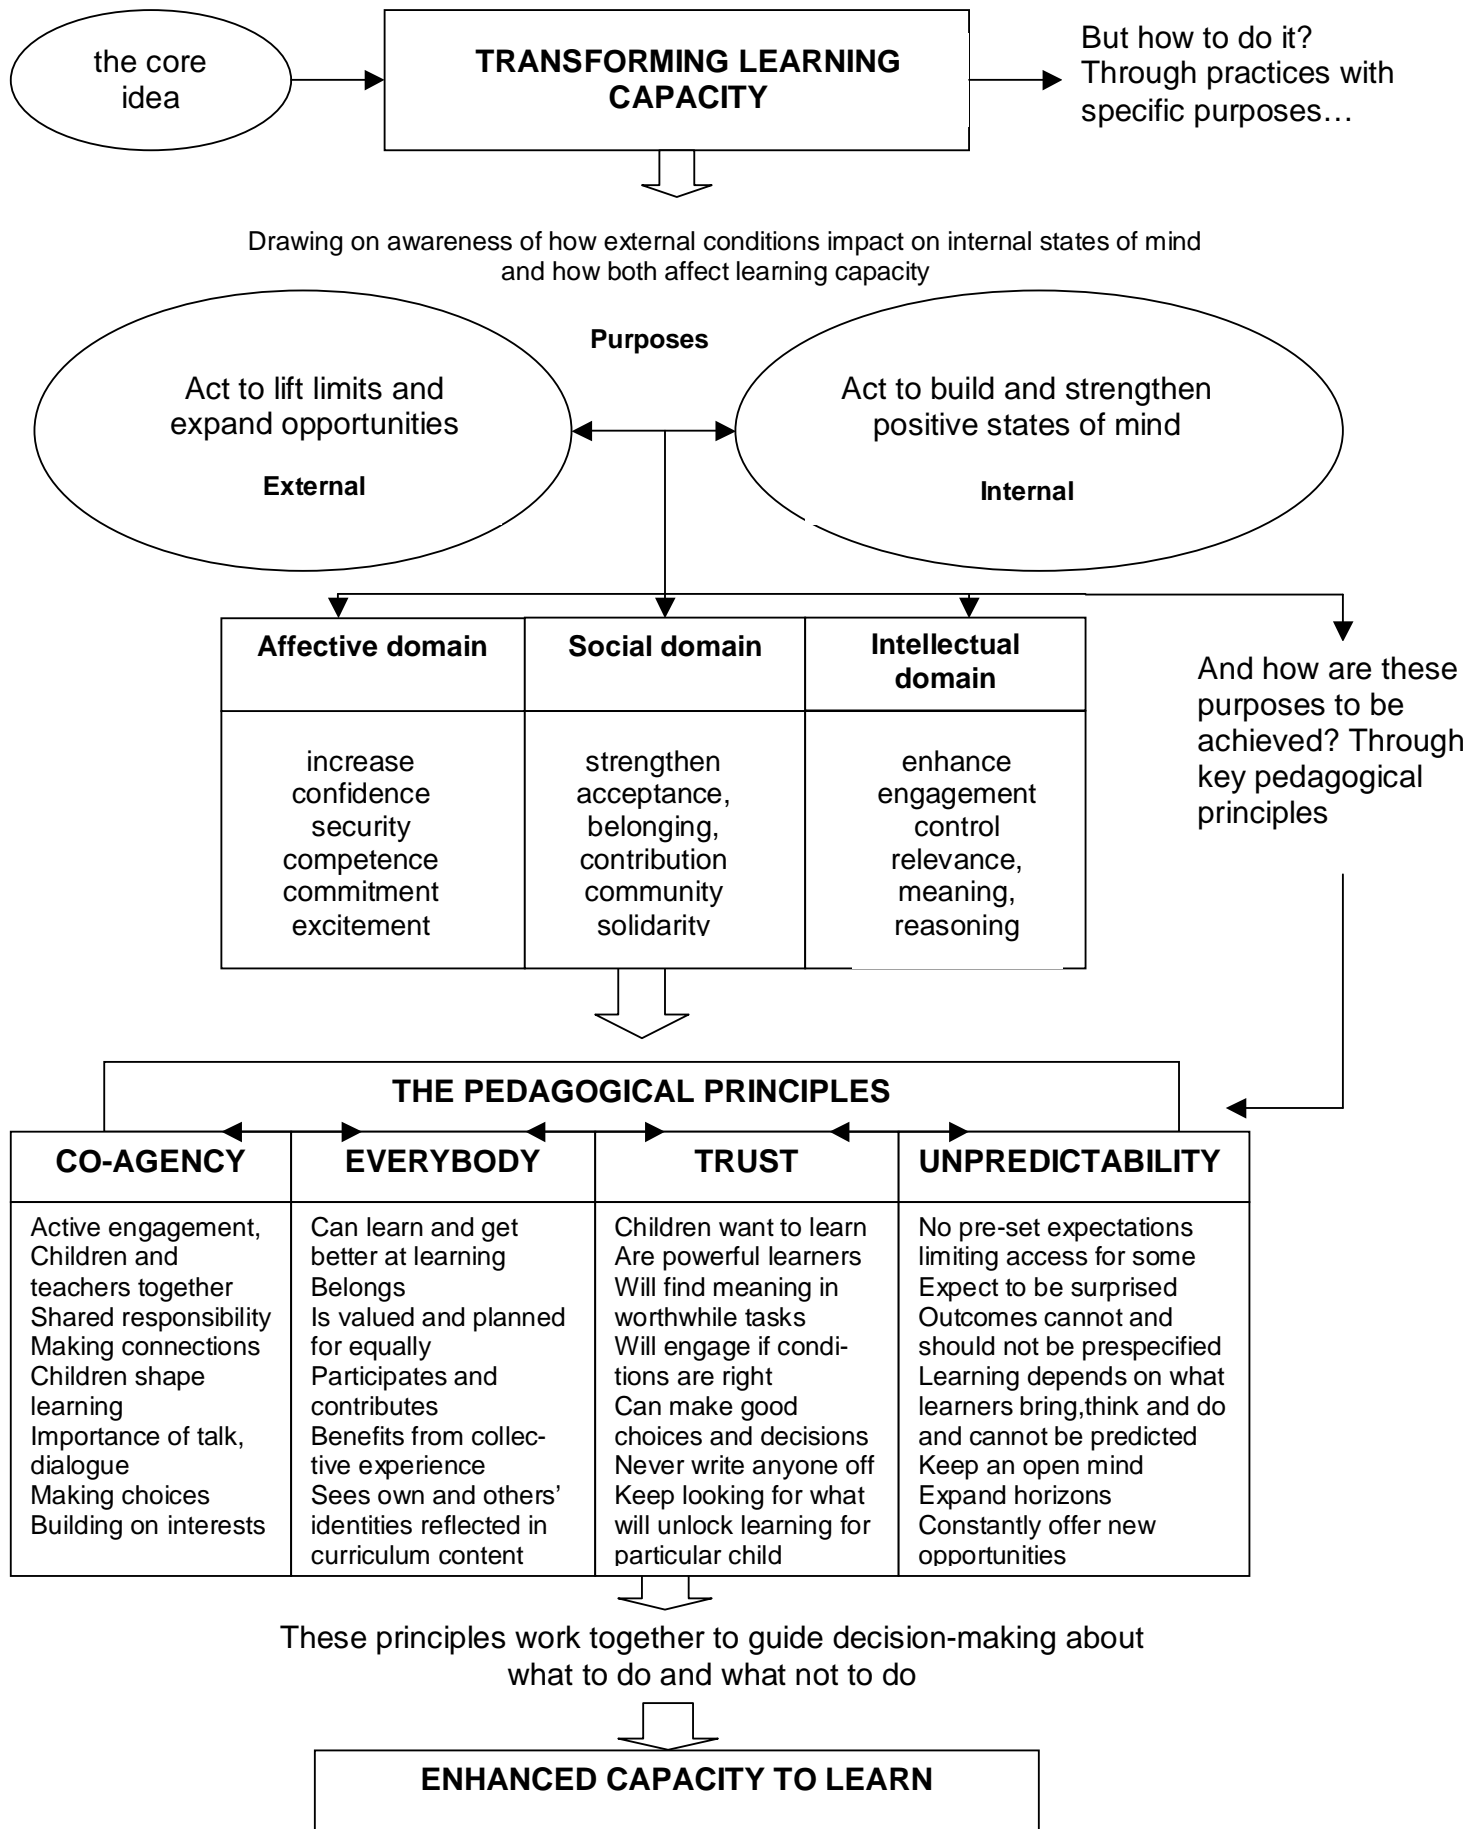 the core
idea
TRANSFORMING LEARNING
CAPACITY
But how to do it?
Through practices with
specific purposes…
Drawing on awareness of how external conditions impact on internal states of mind
and how both affect learning capacity
Purposes
Act to lift limits and
expand opportunities
External
Act to build and strengthen
positive states of mind
Internal
Affective domain
increase
confidence
security
competence
commitment
excitement
Social domain
strengthen
acceptance,
belonging,
contribution
community
solidarity
Intellectual
domain
enhance
engagement
control
relevance,
meaning,
reasoning
And how are these
purposes to be
achieved? Through
key pedagogical
principles
THE PEDAGOGICAL PRINCIPLES
CO-AGENCY
Active engagement,
Children and
teachers together
Shared responsibility
Making connections
Children shape
learning
Importance of talk,
dialogue
Making choices
Building on interests
EVERYBODY
Can learn and get
better at learning
Belongs
Is valued and planned
for equally
Participates and
contributes
Benefits from collec-
tive experience
Sees own and others’
identities reflected in
curriculum content
TRUST
Children want to learn
Are powerful learners
Will find meaning in
worthwhile tasks
Will engage if condi-
tions are right
Can make good
choices and decisions
Never write anyone off
Keep looking for what
will unlock learning for
particular child
UNPREDICTABILITY
No pre-set expectations
limiting access for some
Expect to be surprised
Outcomes cannot and
should not be prespecified
Learning depends on what
learners bring,think and do
and cannot be predicted
Keep an open mind
Expand horizons
Constantly offer new
opportunities
These principles work together to guide decision-making about
what to do and what not to do
ENHANCED CAPACITY TO LEARN